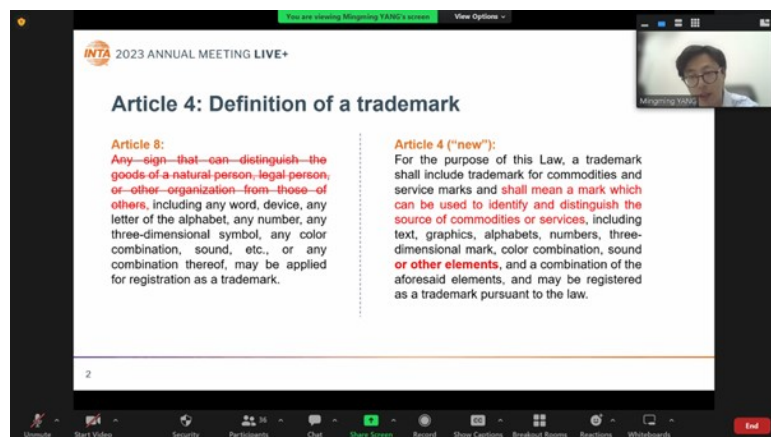 You are viewing Mingming YANG's screen
View Options
INTA 2023 ANNUAL MEETING LIVE+
Mingming YANG
Article 4: Definition of a trademark
Article 8:
Any sign that can distinguish the
goods of a natural person, legal person,
or other organization from those of
others, including any word, device, any
letter of the alphabet, any number, any
three-dimensional symbol, any color
combination, sound, etc., or any
combination thereof, may be applied
for registration as a trademark.
Article 4 ("new"):
For the purpose of this Law, a trademark
shall include trademark for commodities and
service marks and shall mean a mark which
can be used to identify and distinguish the
source of commodities or services, including
text, graphics, alphabets, numbers, three-
dimensional mark, color combination, sound
or other elements, and a combination of the
aforesaid elements, and may be registered
as a trademark pursuant to the law.
2
36
Unmute
Start Video
Security
Participants
Chat
Share Screen
Record
Show Captions
Breakout Rooms
Reactions
Whiteboards
End